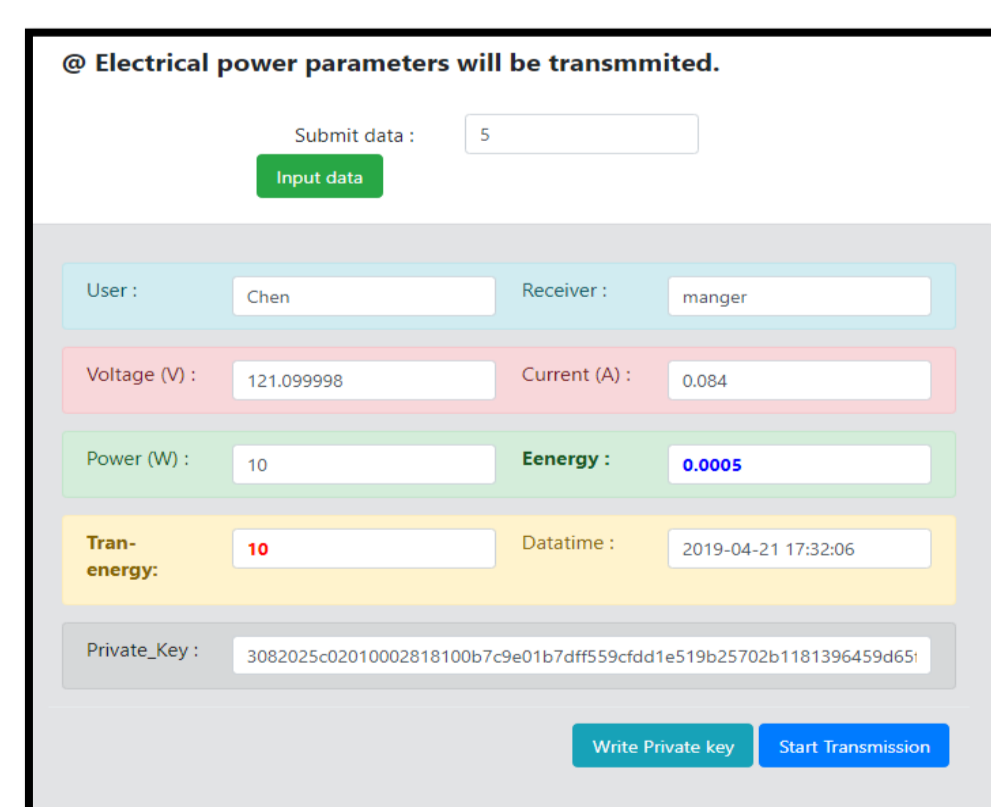 @ Electrical power parameters will be transmmited.
Submit data : 5
Input data
User : Chen Receiver : manger
Voltage (V) : 121.099998 Current (A) : 0.084
Power (W) : 10 Eenergy : 0.0005
Tran-
energy: 10 Datatime : 2019-04-21 17:32:06
Private_Key : 3082025c02010002818100b7c9e01b7dff559cfdd1e519b25702b1181396459d65f
Write Private key Start Transmission